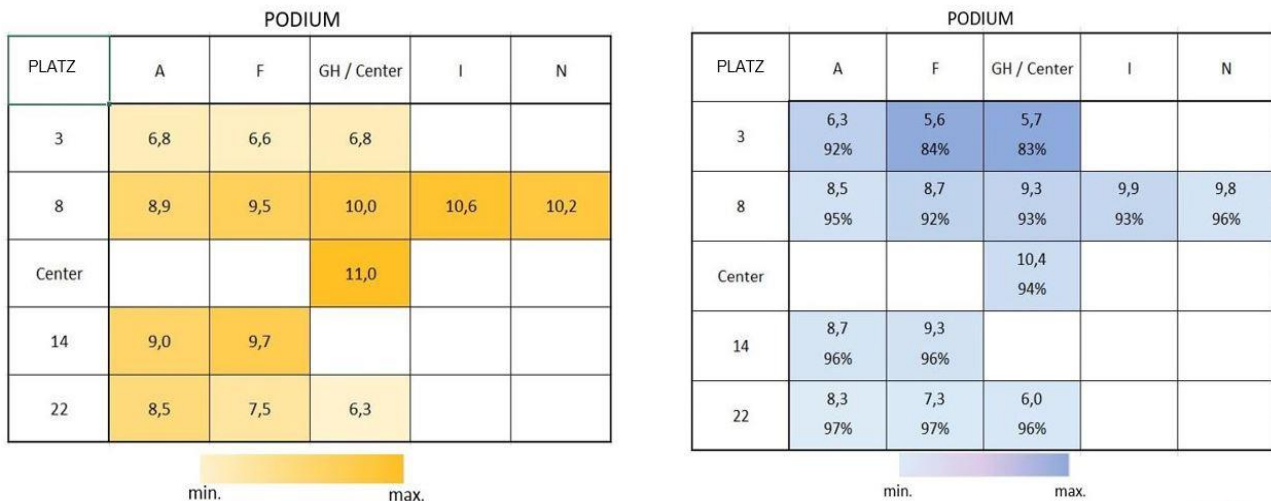 PODIUM
PLATZ A F GH / Center I N
3 6,8 6,6 6,8
8 8,9 9,5 10,0 10,6 10,2
Center 11,0
14 9,0 9,7
22 8,5 7,5 6,3
min. max.
PODIUM
PLATZ A F GH / Center I N
3 6,3 5,6 5,7
92% 84% 83%
8 8,5 8,7 9,3 9,9 9,8
95% 92% 93% 93% 96%
Center 10,4
94%
14 8,7 9,3
96% 96%
22 8,3 7,3 6,0
97% 97% 96%
min. max.